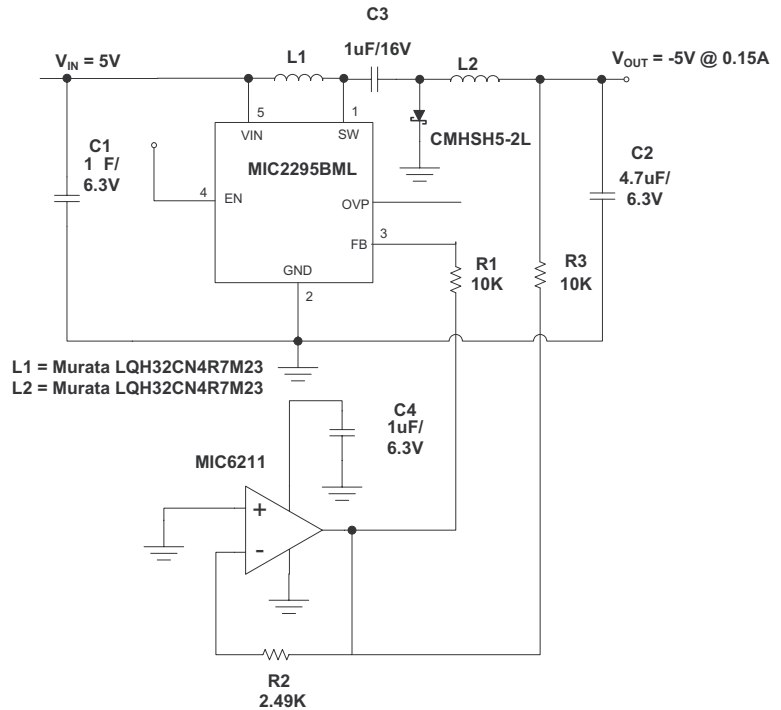 C3
1uF/16V
V_IN = 5V
L1
L2
V_OUT = -5V @ 0.15A
5
1
VIN
SW
CMHSH5-2L
C1
1 F/
6.3V
MIC2295BML
C2
4.7uF/
6.3V
4
EN
OVP
3
FB
R1
10K
R3
10K
GND
2
L1 = Murata LQH32CN4R7M23
L2 = Murata LQH32CN4R7M23
C4
1uF/
6.3V
MIC6211
+
-
R2
2.49K